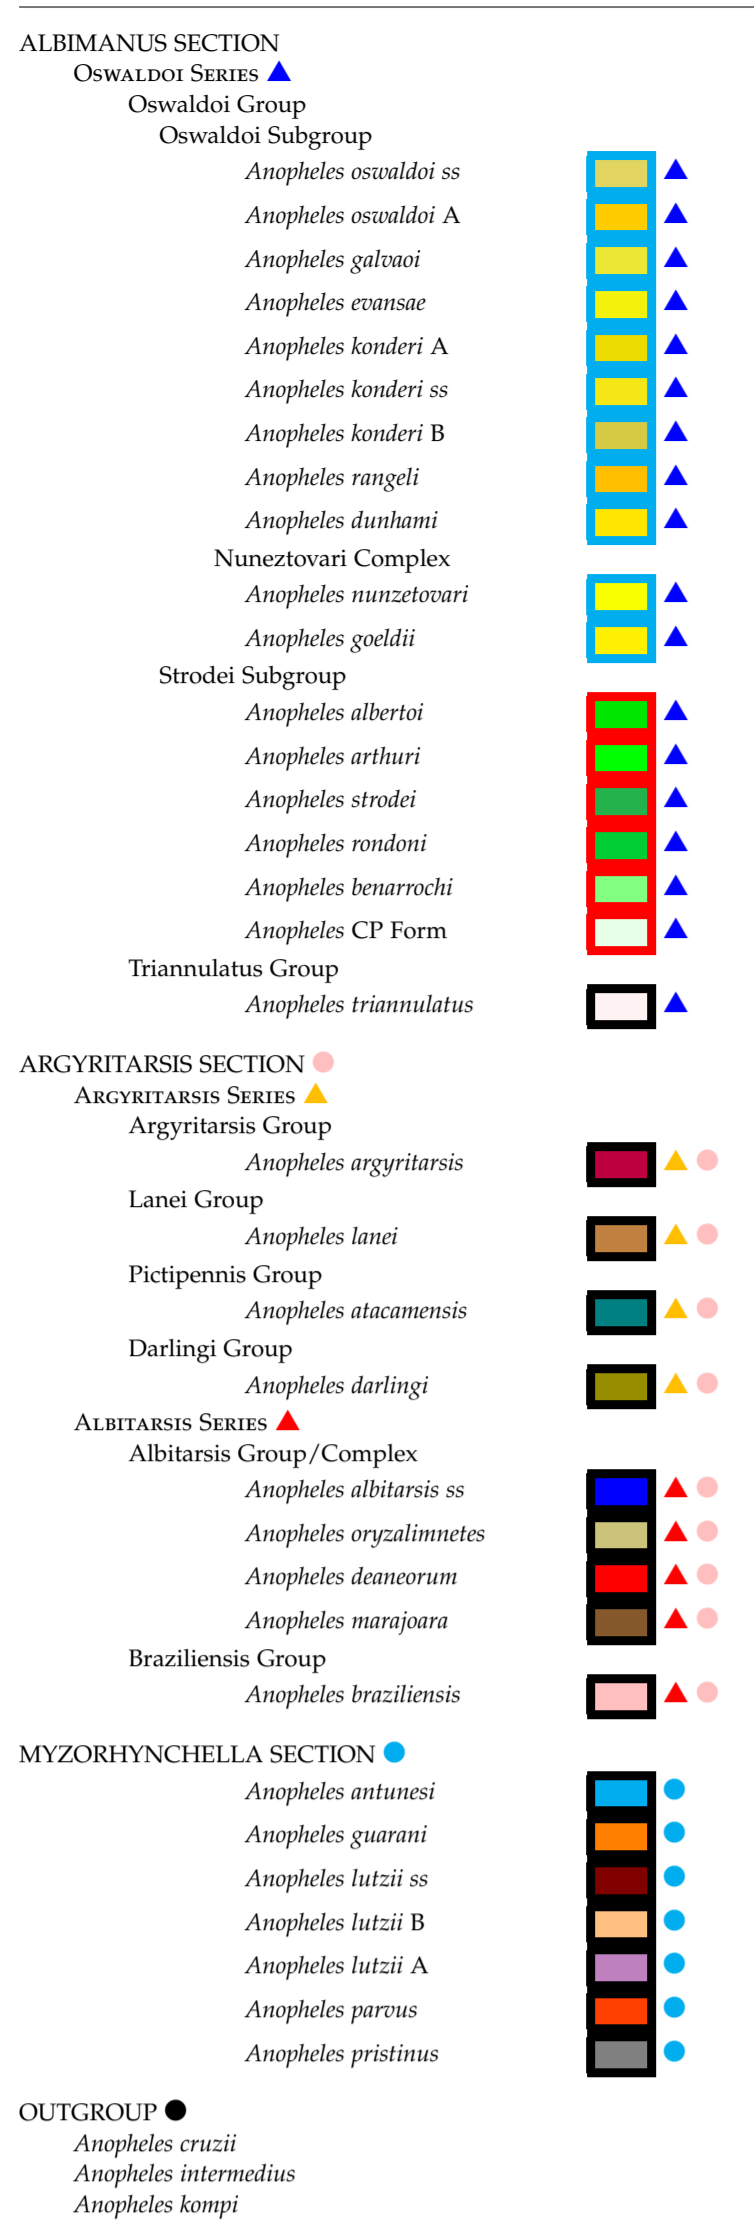 ALBIMANUS SECTION
OSWALDOI SERIES
Oswaldoi Group
Oswaldoi Subgroup
Anopheles oswaldoi ss
Anopheles oswaldoi A
Anopheles galvaoi
Anopheles evansae
Anopheles konderi A
Anopheles konderi ss
Anopheles konderi B
Anopheles rangeli
Anopheles dunhami
Nuneztovari Complex
Anopheles nunzetovari
Anopheles goeldii
Strodei Subgroup
Anopheles albertoi
Anopheles arthuri
Anopheles strodei
Anopheles rondoni
Anopheles benarrochi
Anopheles CP Form
Triannulatus Group
Anopheles triannulatus
ARGYRITARSIS SECTION
ARGYRITARSIS SERIES
Argyritarsis Group
Anopheles argyritarsis
Lanei Group
Anopheles lanei
Pictipennis Group
Anopheles atacamensis
Darlingi Group
Anopheles darlingi
ALBITARSIS SERIES
Albitarsis Group/Complex
Anopheles albitarsis ss
Anopheles oryzalimnetes
Anopheles deaneorum
Anopheles marajoara
Braziliensis Group
Anopheles braziliensis
MYZORHYNCHELLA SECTION
Anopheles antunesi
Anopheles guarani
Anopheles lutzii ss
Anopheles lutzii B
Anopheles lutzii A
Anopheles parvus
Anopheles pristinus
OUTGROUP
Anopheles cruzii
Anopheles intermedius
Anopheles kompi